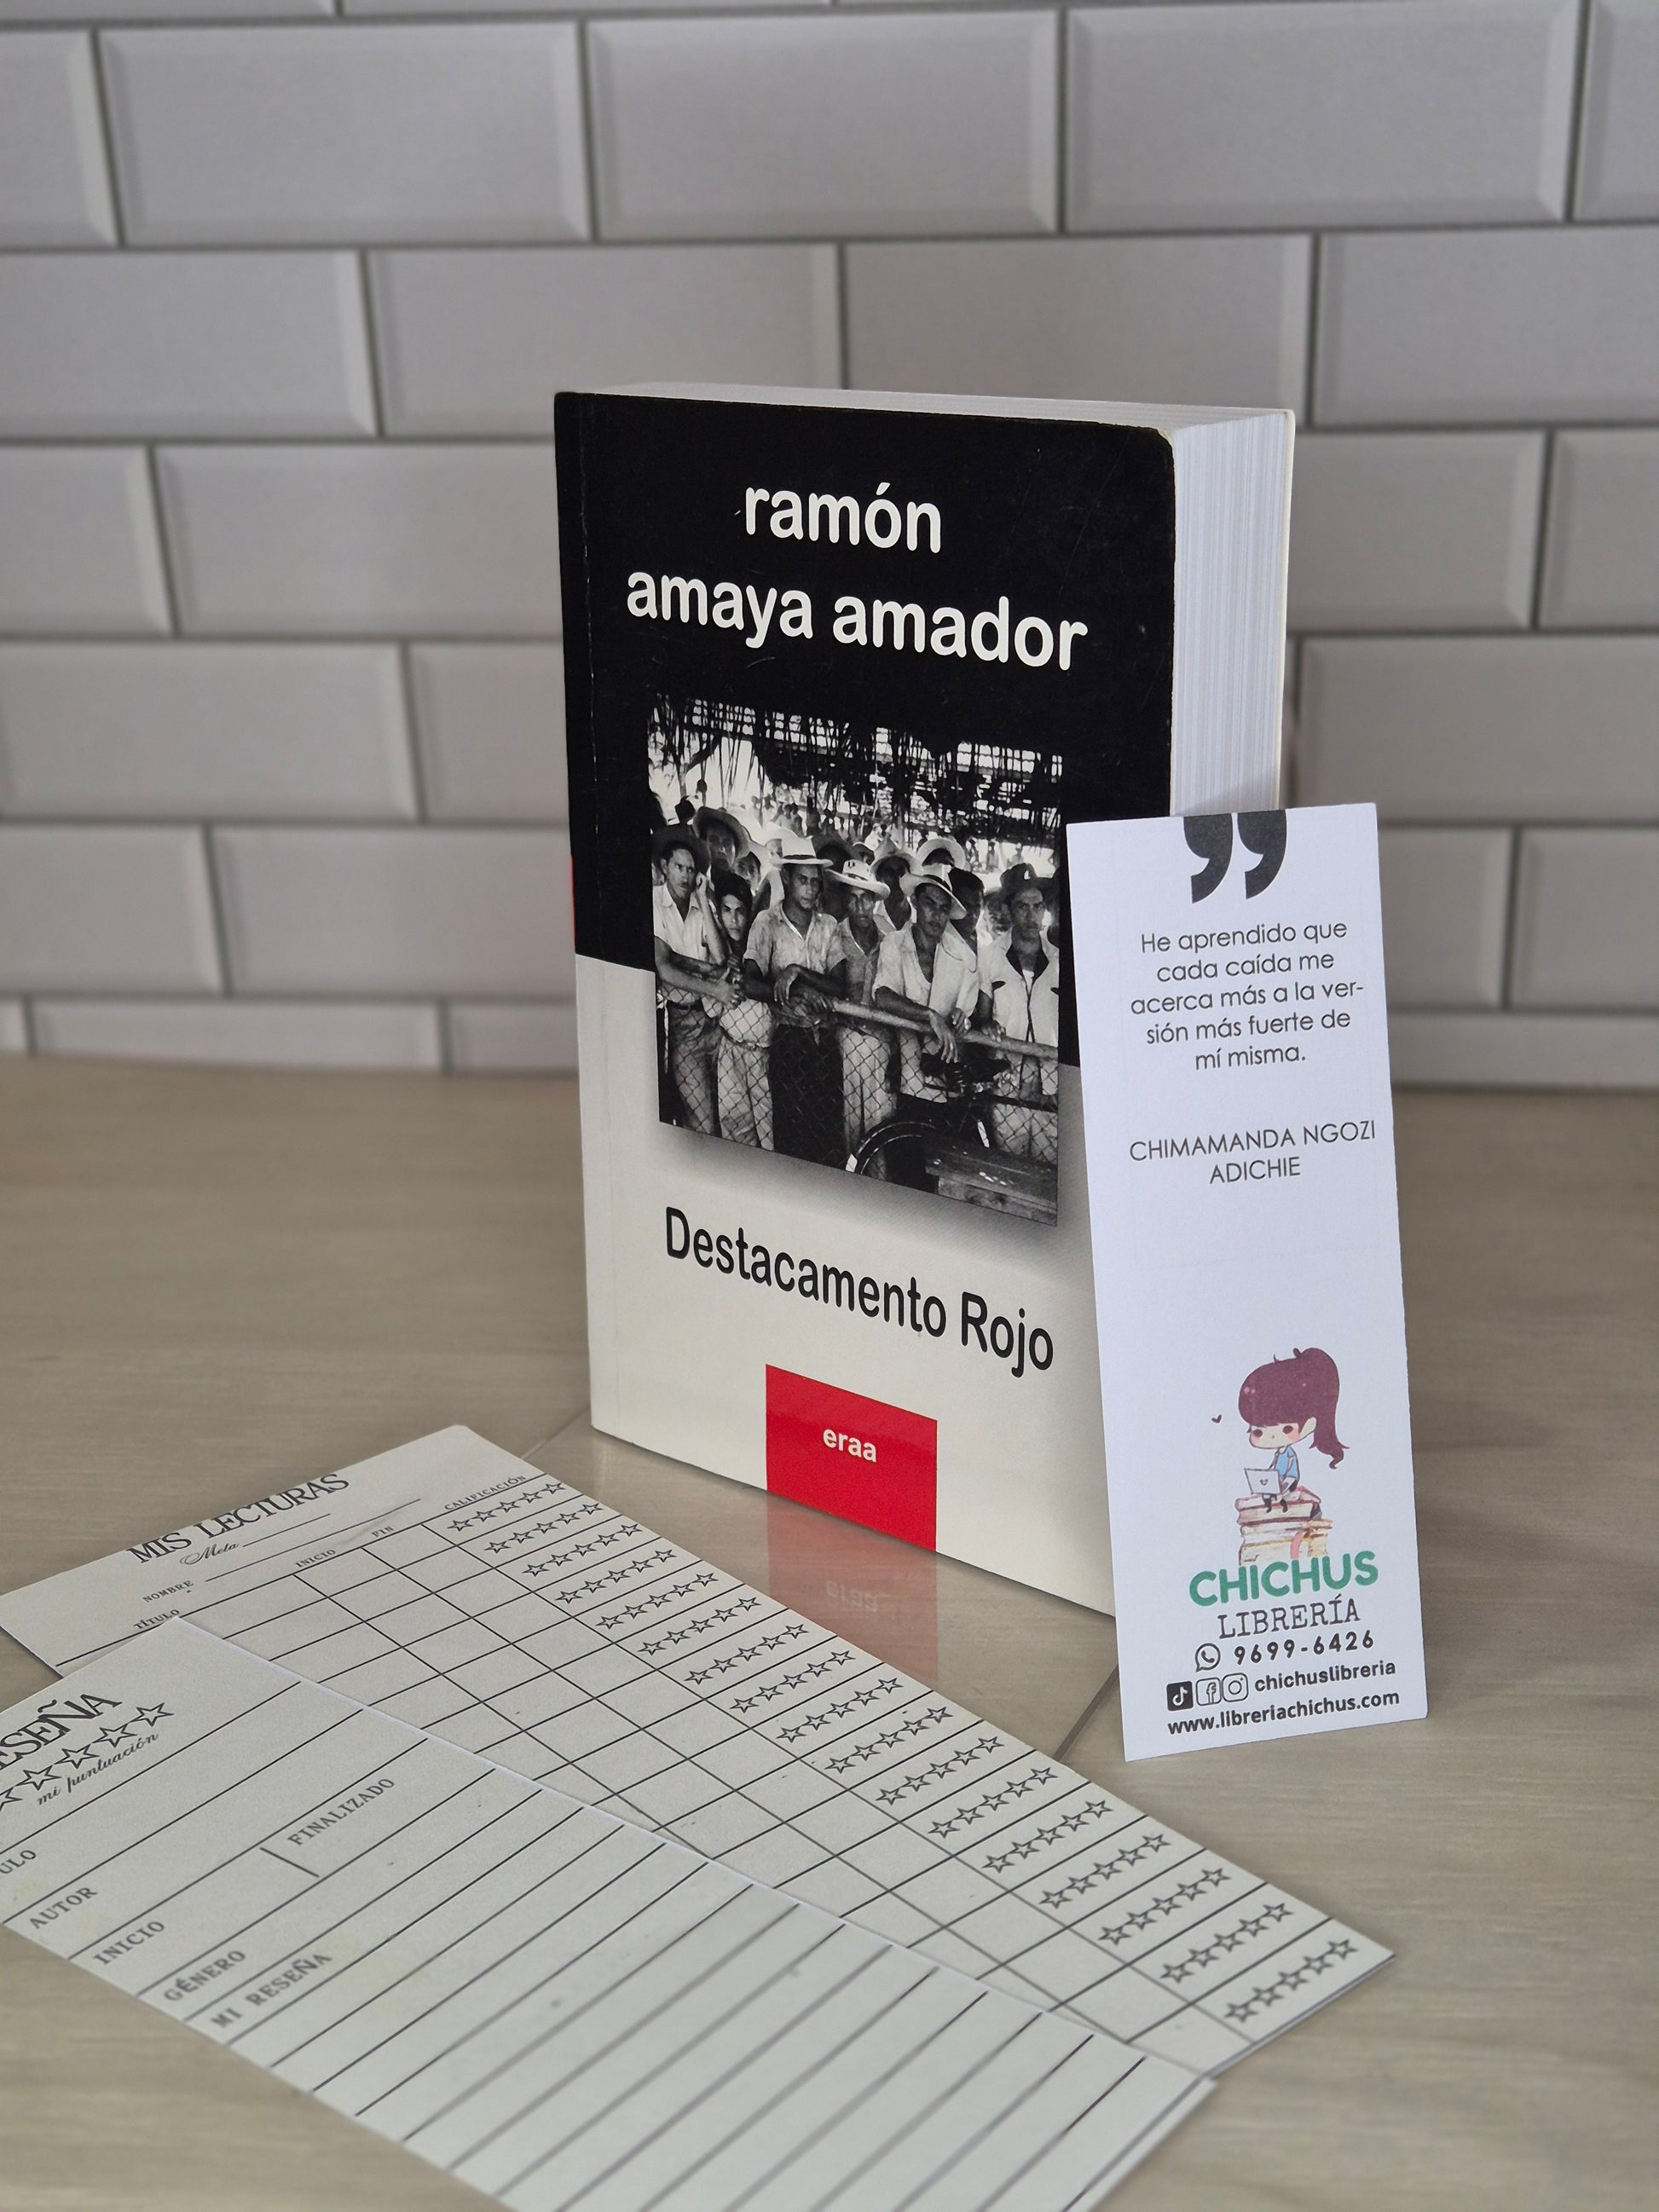 ramón
amaya amador
Destacamento Rojo
eraa
”
He aprendido que
cada caída me
acerca más a la ver-
sión más fuerte de
mí misma.
CHIMAMANDA NGOZI
ADICHIE
CHICHUS
LIBRERÍA
9699-6426
chichuslibreria
www.libreriachichus.com
MIS LECTURAS
Meta
NOMBRE
TÍTULO INICIO FIN CALIFICACIÓN
mi puntuación
AUTOR
INICIO FINALIZADO
GÉNERO
MI RESEÑA